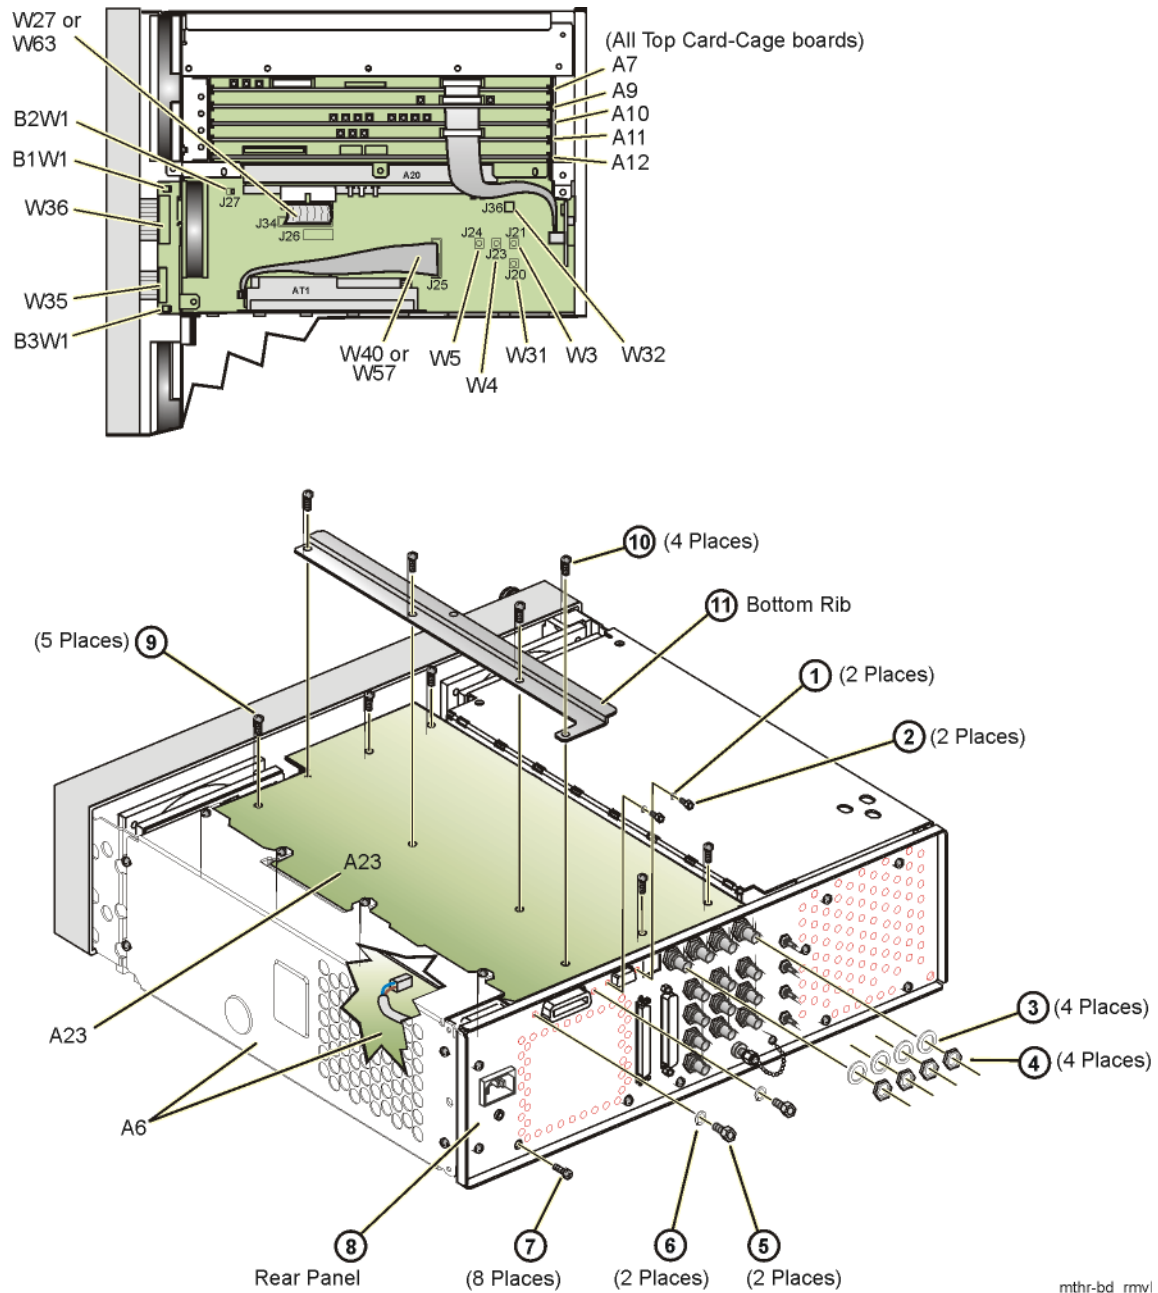 W27 or
W63
(All Top Card-Cage boards)
A7
A9
A10
A11
A12
B2W1
B1W1
W36
W35
B3W1
A20
J27
J34
J26
J36
J24
J21
J23
J20
J25
AT1
W40 or
W57
W5
W4
W31
W3
W32
10 (4 Places)
11 Bottom Rib
(5 Places) 9
1 (2 Places)
2 (2 Places)
A23
A23
A6
3 (4 Places)
4 (4 Places)
8
Rear Panel
7
(8 Places)
6
(2 Places)
5
(2 Places)